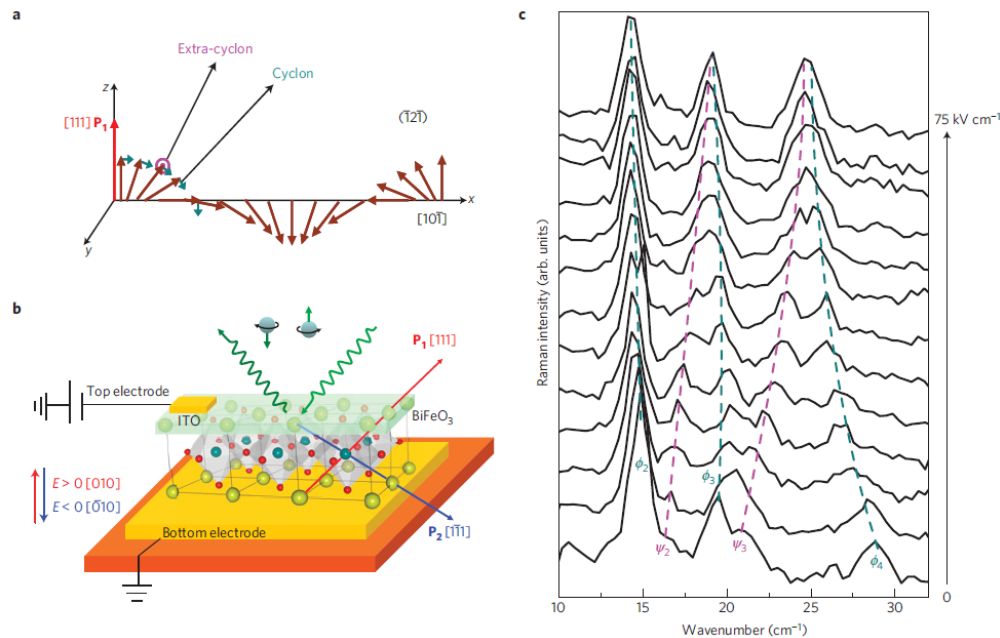 a
Extra-cyclon
Cyclon
z
[111] P₁
(1̄21̄)
x
[101̄]
y
b
P₁ [111]
Top electrode
ITO
BiFeO₃
E > 0 [010]
E < 0 [01̄0]
P₂ [11̄1]
Bottom electrode
c
Raman intensity (arb. units)
75 kV cm⁻¹
0
ϕ₂
ψ₂
ϕ₃
ψ₃
ϕ₄
10
15
20
25
30
Wavenumber (cm⁻¹)